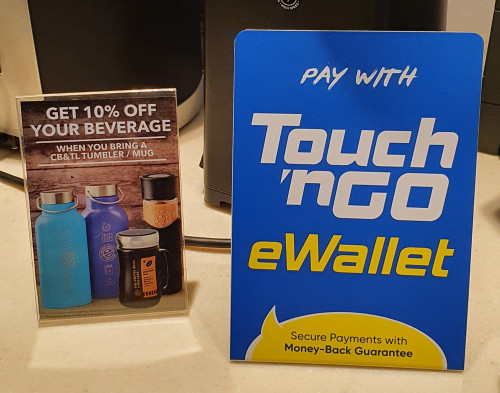 GET 10% OFF
YOUR BEVERAGE
WHEN YOU BRING A
CB&TL TUMBLER / MUG
PAY WITH
Touch
'nGO
eWallet
Secure Payments with
Money-Back Guarantee